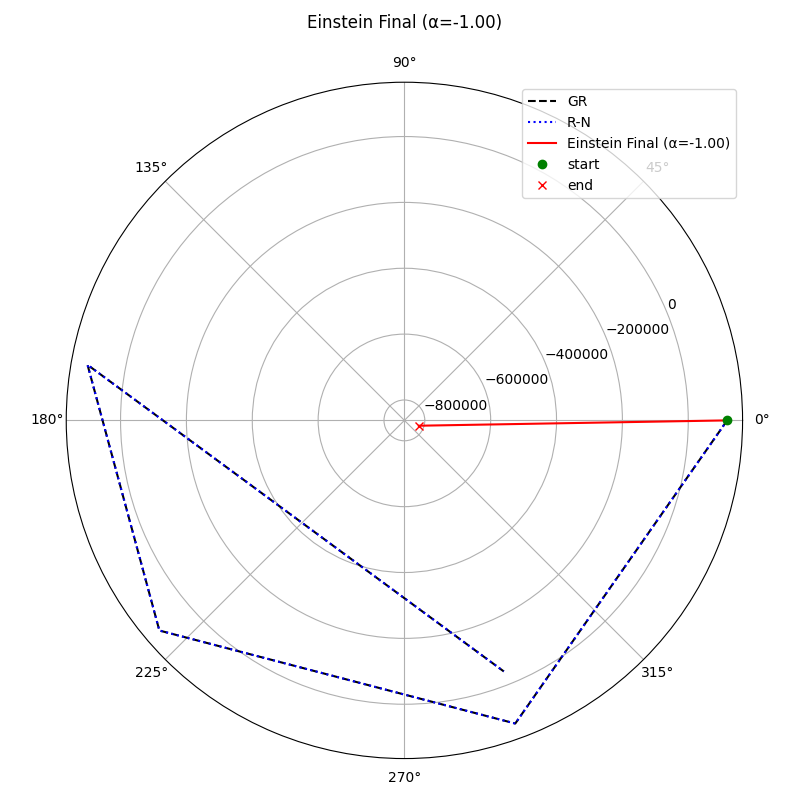 Einstein Final (α=-1.00)
90°
GR
R-N
Einstein Final (α=-1.00)
start
end
135°
45°
0
−200000
−400000
−600000
−800000
180°
0°
225°
315°
270°